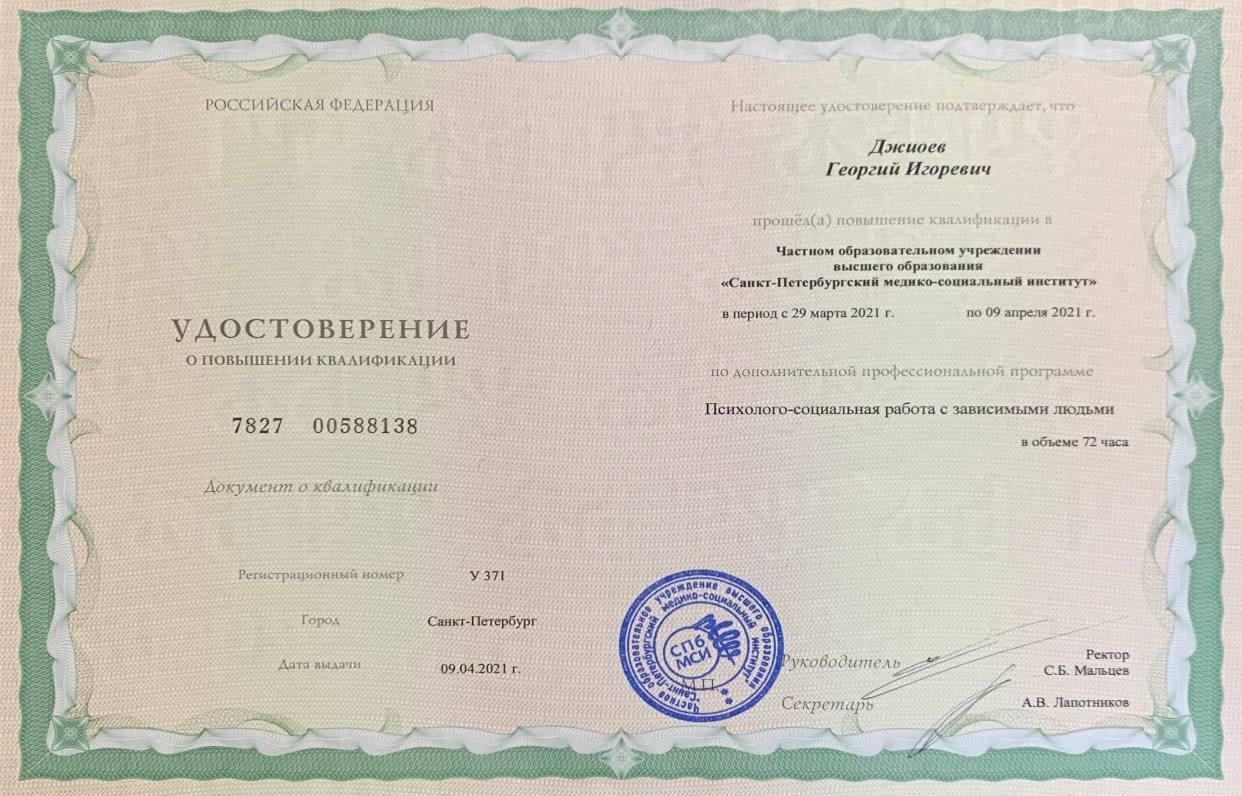 РОССИЙСКАЯ ФЕДЕРАЦИЯ
УДОСТОВЕРЕНИЕ
О ПОВЫШЕНИИ КВАЛИФИКАЦИИ
7827 00588138
Документ о квалификации
Регистрационный номер У 371
Город Санкт-Петербург
Дата выдачи 09.04.2021 г.
Настоящее удостоверение подтверждает, что
Джиоев
Георгий Игоревич
прошёл(а) повышение квалификации в
Частном образовательном учреждении
высшего образования
«Санкт-Петербургский медико-социальный институт»
в период с 29 марта 2021 г. по 09 апреля 2021 г.
по дополнительной профессиональной программе
Психолого-социальная работа с зависимыми людьми
в объеме 72 часа
Частное образовательное учреждение высшего образования
"Санкт-Петербургский медико-социальный институт"
СПб
МСИ
М.П.
Руководитель
Ректор
С.Б. Мальцев
Секретарь
А.В. Лапотников